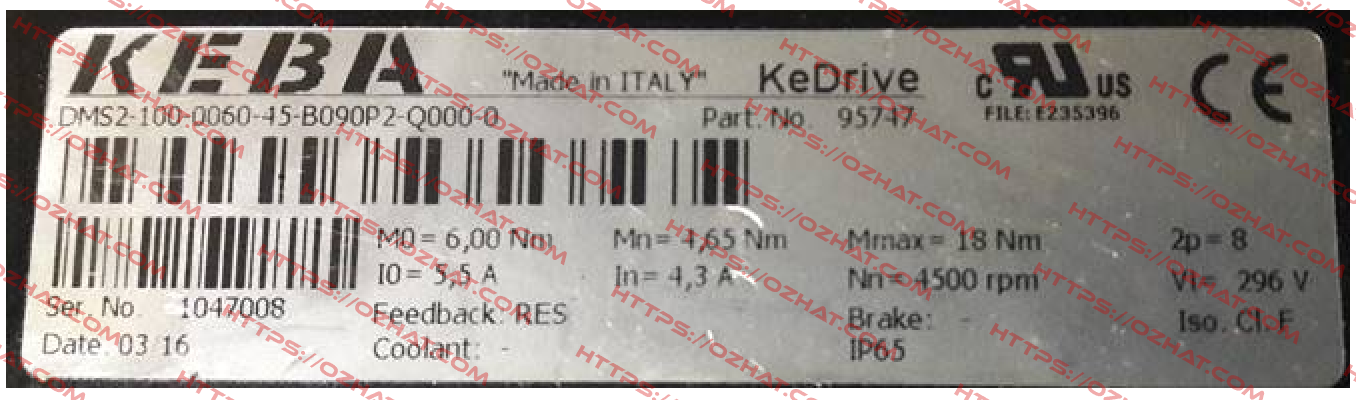 KEBA "Made in ITALY" KeDrive C RU US CE
FILE: E235396
DMS2-100-0060-45-B090P2-Q000-0 Part. No. 95747
M0 = 6,00 Nm Mn= 4,65 Nm Mmax= 18 Nm 2p = 8
I0 = 5,5 A In= 4,3 A Nn= 4500 rpm Vt= 296 V
Ser. No. 1047008 Feedback: RES Brake: - Iso. Cl. F
Date. 03 16 Coolant: - IP65
HTTPS://OZHAT.COM